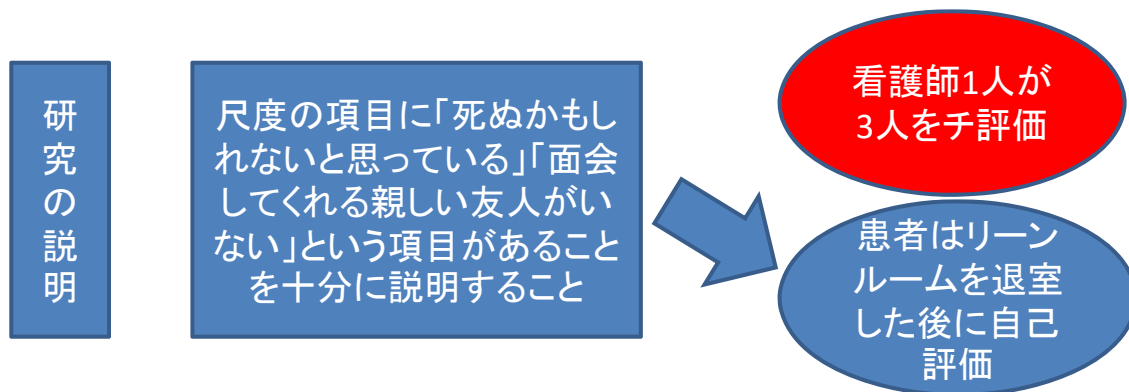 研
究
の
説
明
尺度の項目に「死ぬかもし
れないと思っている」「面会
してくれる親しい友人がい
ない」という項目があること
を十分に説明すること
看護師1人が
3人をチ評価
患者はリーン
ルームを退室
した後に自己
評価